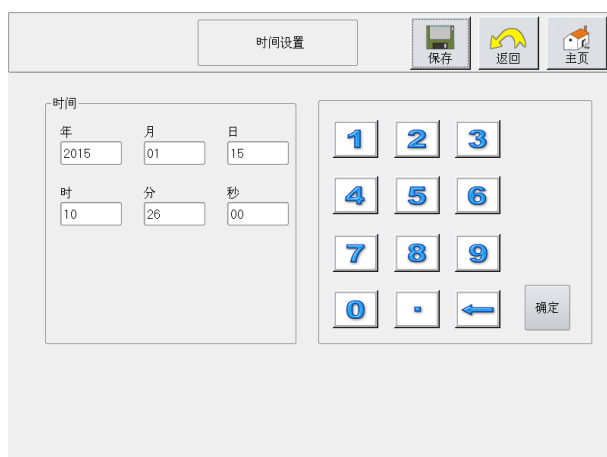 时间设置
保存
返回
主页
时间
年 月 日
2015 01 15
时 分 秒
10 26 00
1 2 3
4 5 6
7 8 9
0 .
确定